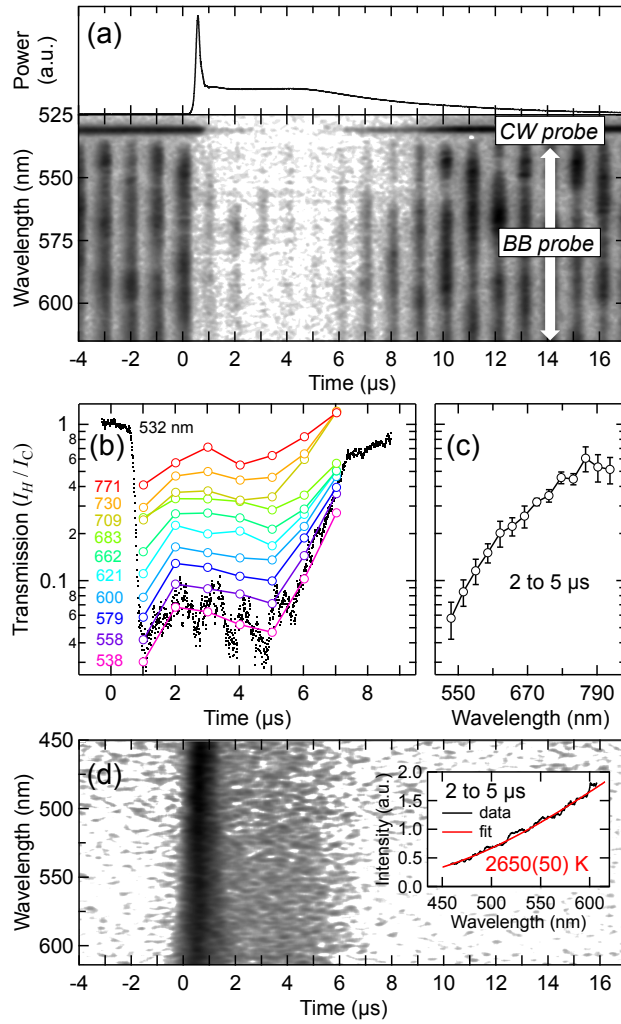 (a)
Power
(a.u.)
525
550
575
600
Wavelength (nm)
CW probe
BB probe
-4 -2 0 2 4 6 8 10 12 14 16
Time (µs)
(b)
532 nm
1
8
6
4
2
0.1
8
6
4
Transmission (I_H / I_C)
771
730
709
683
662
621
600
579
558
538
0 2 4 6 8
Time (µs)
(c)
2 to 5 µs
550 670 790
Wavelength (nm)
(d)
450
500
550
600
Wavelength (nm)
-4 -2 0 2 4 6 8 10 12 14 16
Time (µs)
2.0
1.5
1.0
0.5
0.0
Intensity (a.u.)
2 to 5 µs
data
fit
2650(50) K
450 500 550 600
Wavelength (nm)